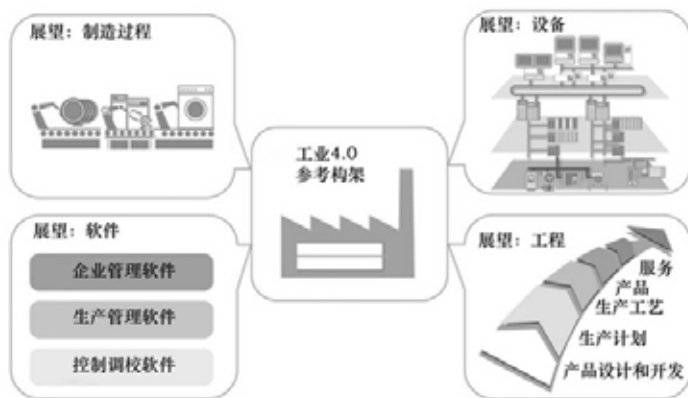 展望：制造过程
展望：设备
工业4.0
参考构架
展望：软件
企业管理软件
生产管理软件
控制调校软件
展望：工程
服务
产品
生产工艺
生产计划
产品设计和开发